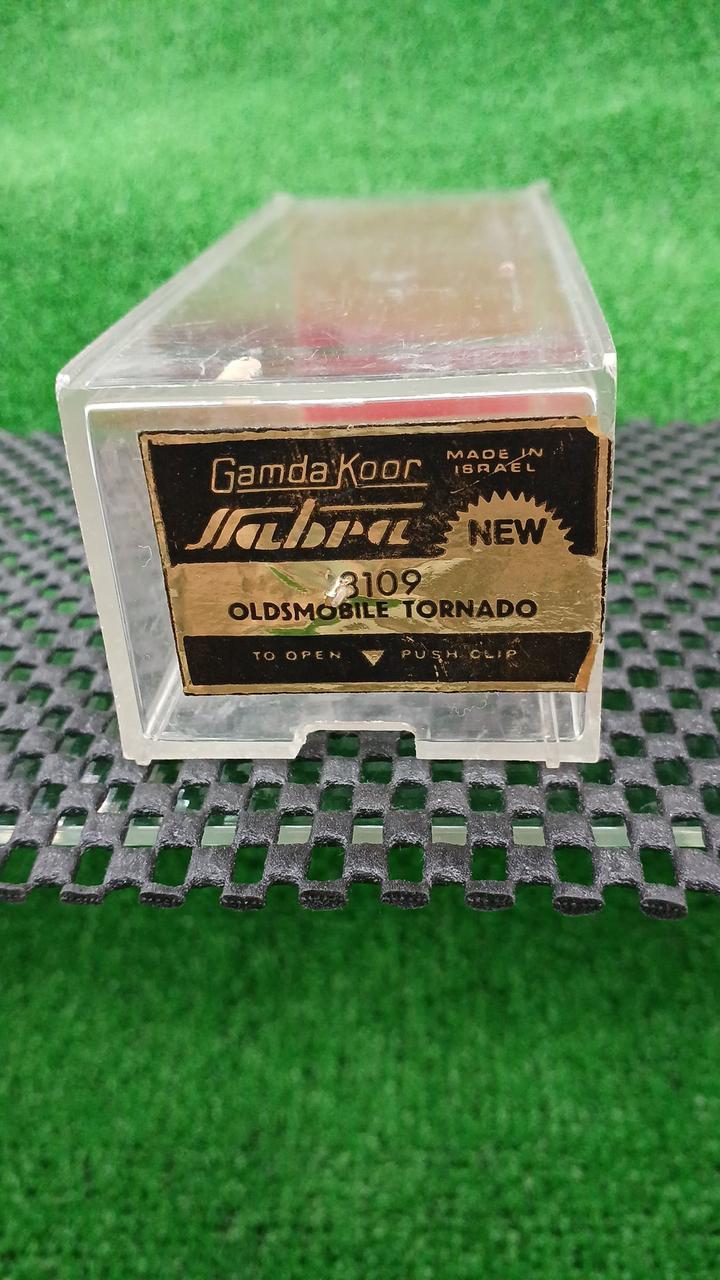 Gamda Koor
MADE IN
ISRAEL
Sabra
NEW
8109
OLDSMOBILE TORNADO
TO OPEN PUSH CLIP